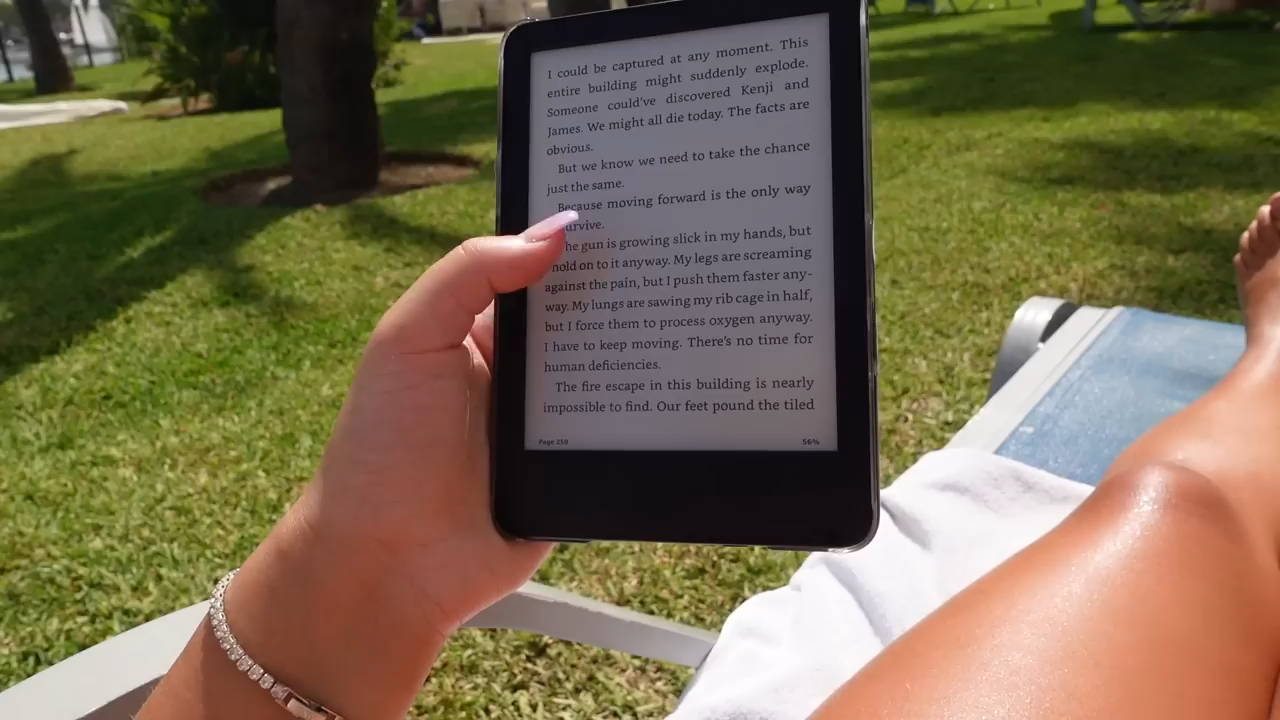 I could be captured at any moment. This
entire building might suddenly explode.
Someone could've discovered Kenji and
James. We might all die today. The facts are
obvious.
But we know we need to take the chance
just the same.
Because moving forward is the only way
urvive.
he gun is growing slick in my hands, but
hold on to it anyway. My legs are screaming
against the pain, but I push them faster any-
way. My lungs are sawing my rib cage in half,
but I force them to process oxygen anyway.
I have to keep moving. There's no time for
human deficiencies.
The fire escape in this building is nearly
impossible to find. Our feet pound the tiled
Page 250
56%